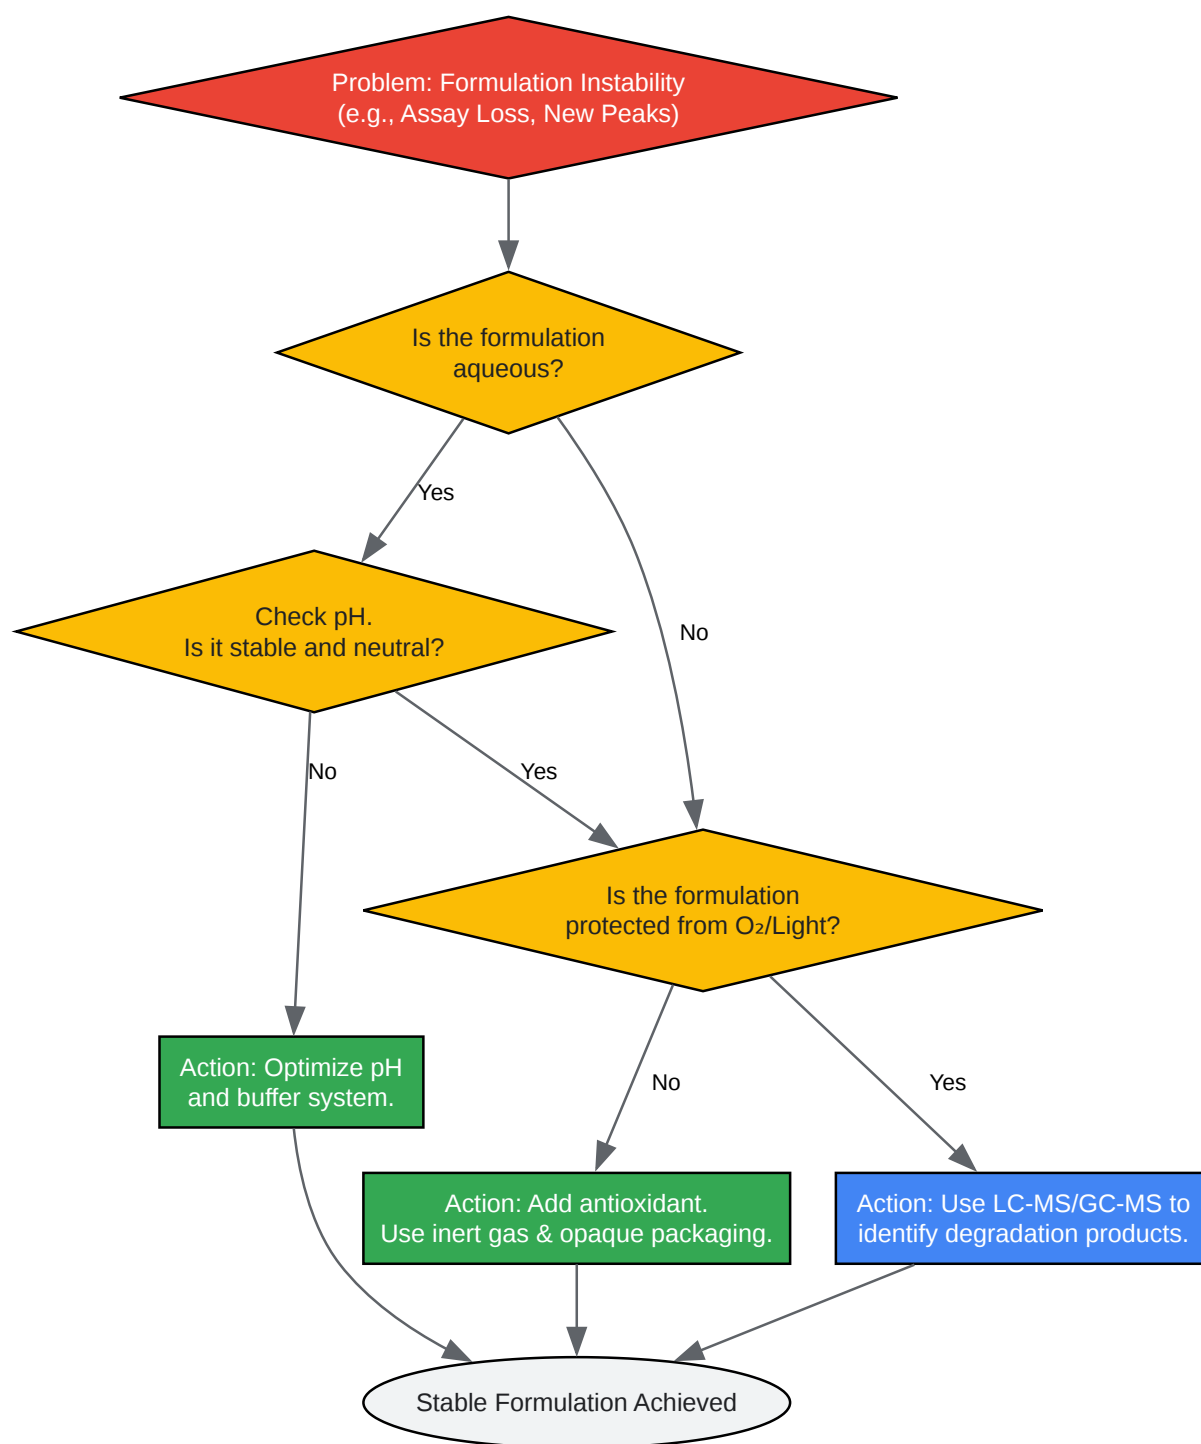 Problem: Formulation Instability
(e.g., Assay Loss, New Peaks)
Is the formulation
aqueous?
Yes
Check pH.
Is it stable and neutral?
No
No
Yes
Is the formulation
protected from O₂/Light?
Action: Optimize pH
and buffer system.
No
Yes
Action: Add antioxidant.
Use inert gas & opaque packaging.
Action: Use LC-MS/GC-MS to
identify degradation products.
Stable Formulation Achieved